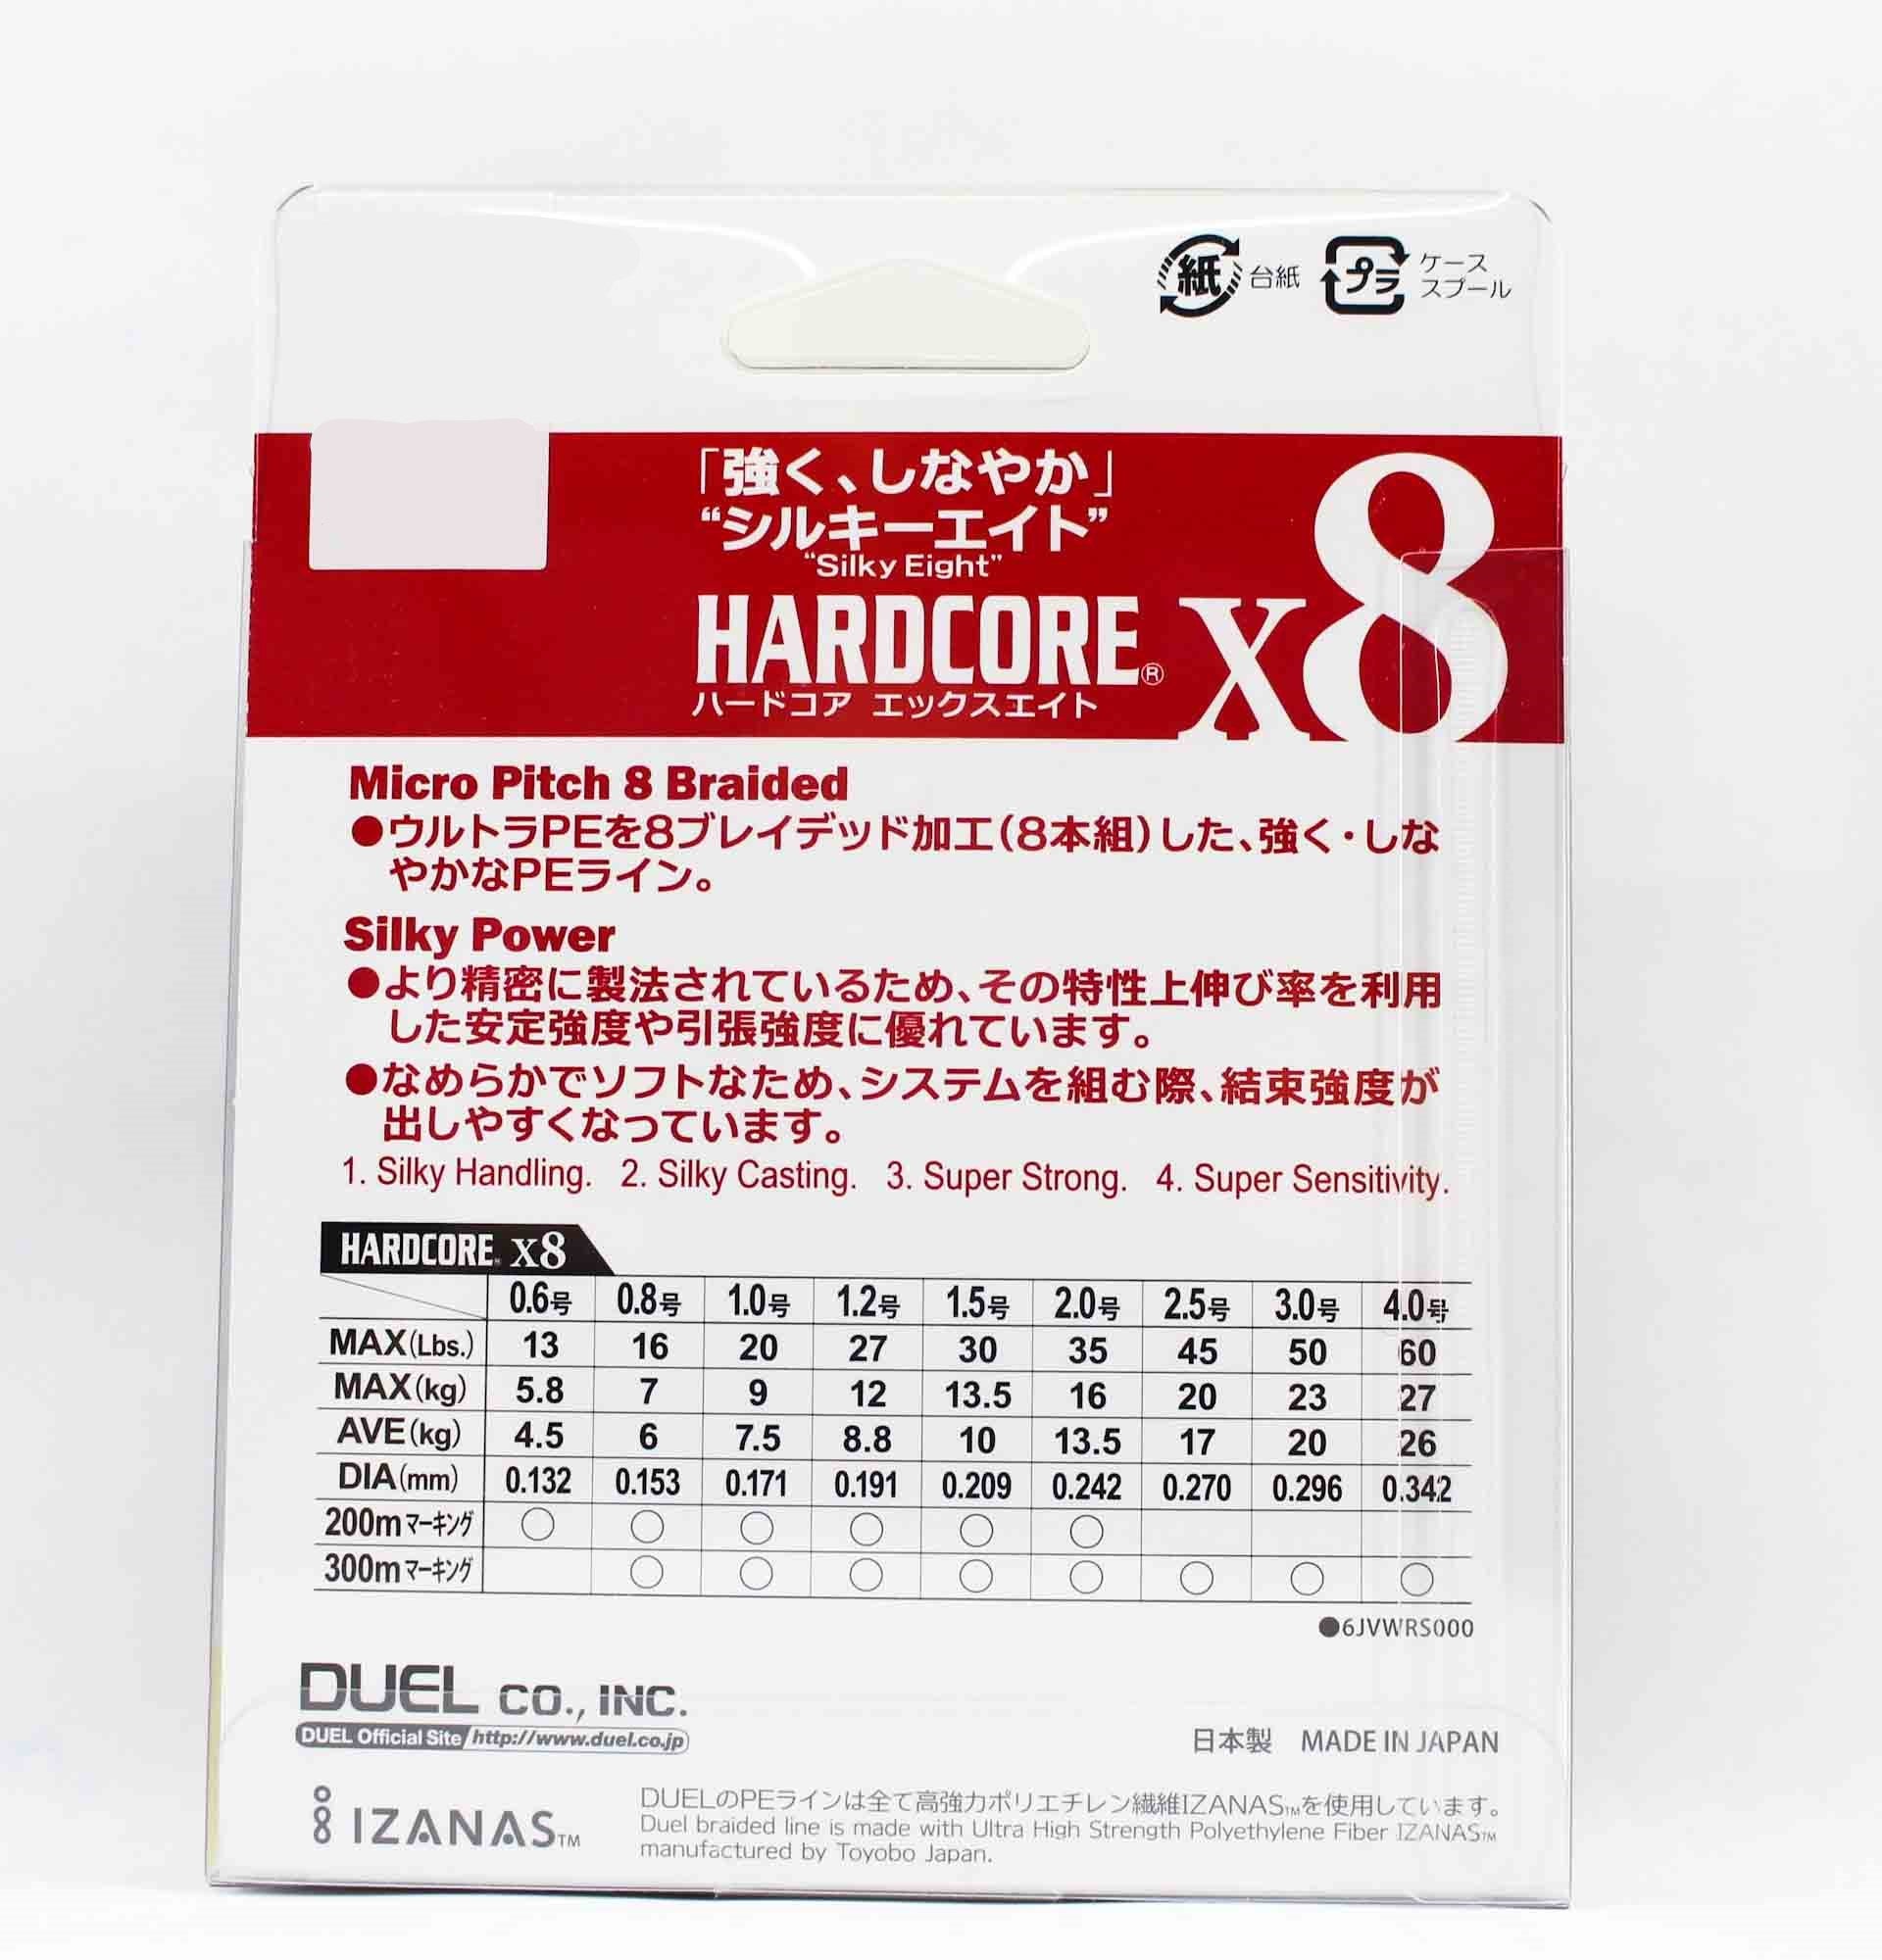 紙 台紙 プラ ケース
スプール
「強く、しなやか」
“シルキーエイト”
“Silky Eight”
HARDCORE® X8
ハードコア エックスエイト
Micro Pitch 8 Braided
●ウルトラPEを8ブレイデッド加工(8本組)した、強く・しな
やかなPEライン。
Silky Power
●より精密に製法されているため、その特性上伸び率を利用
した安定強度や引張強度に優れています。
●なめらかでソフトなため、システムを組む際、結束強度が
出しやすくなっています。
1. Silky Handling. 2. Silky Casting. 3. Super Strong. 4. Super Sensitivity.
HARDCORE® X8
0.6号 0.8号 1.0号 1.2号 1.5号 2.0号 2.5号 3.0号 4.0号
MAX(Lbs.) 13 16 20 27 30 35 45 50 60
MAX(kg) 5.8 7 9 12 13.5 16 20 23 27
AVE(kg) 4.5 6 7.5 8.8 10 13.5 17 20 26
DIA(mm) 0.132 0.153 0.171 0.191 0.209 0.242 0.270 0.296 0.342
200mマーキング ○ ○ ○ ○ ○ ○
300mマーキング ○ ○ ○ ○ ○ ○ ○ ○
●6JVWRS000
DUEL CO., INC.
DUEL Official Site http://www.duel.co.jp
日本製 MADE IN JAPAN
IZANAS™
DUELのPEラインは全て高強力ポリエチレン繊維IZANAS™を使用しています。
Duel braided line is made with Ultra High Strength Polyethylene Fiber IZANAS™
manufactured by Toyobo Japan.